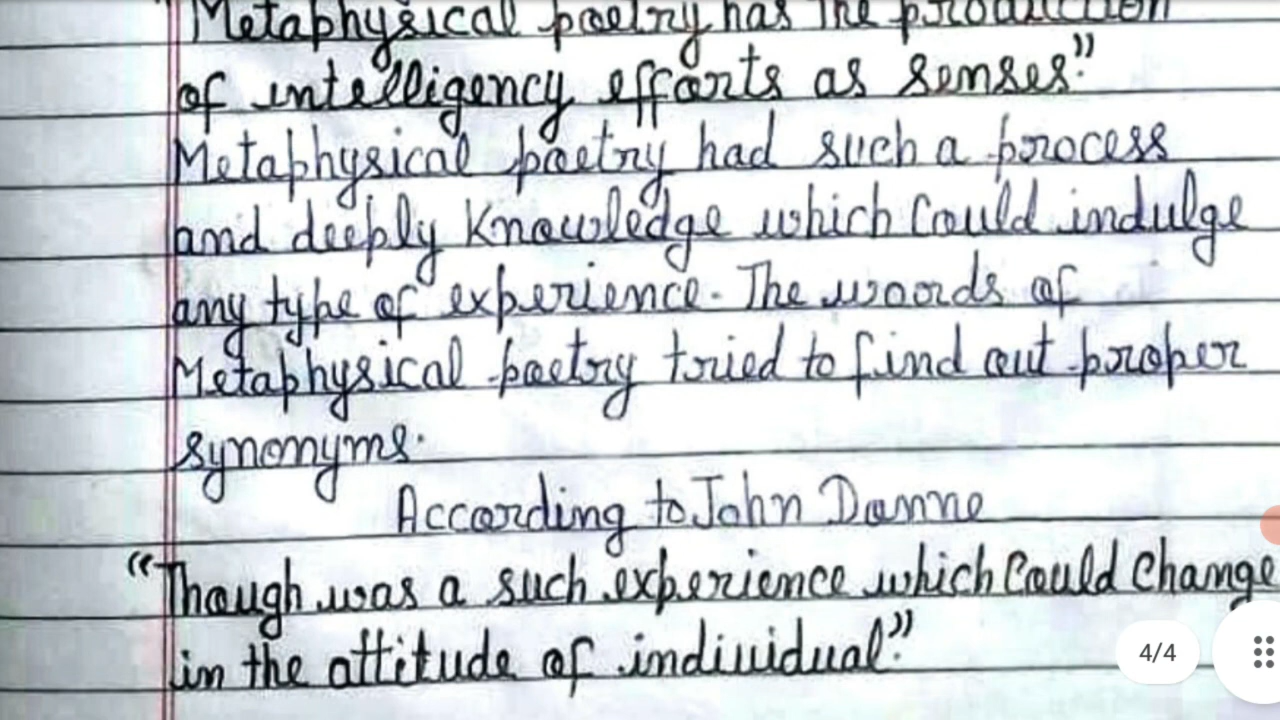 "Metaphysical poetry has the production
of intelligency efforts as senses."
Metaphysical poetry had such a process
and deeply Knowledge which Could indulge
any type of experience. The woords of
Metaphysical poetry tried to find out proper
synonyms.
According to John Donne
"Though was a such experience which Could Change
in the attitude of individual."
4/4